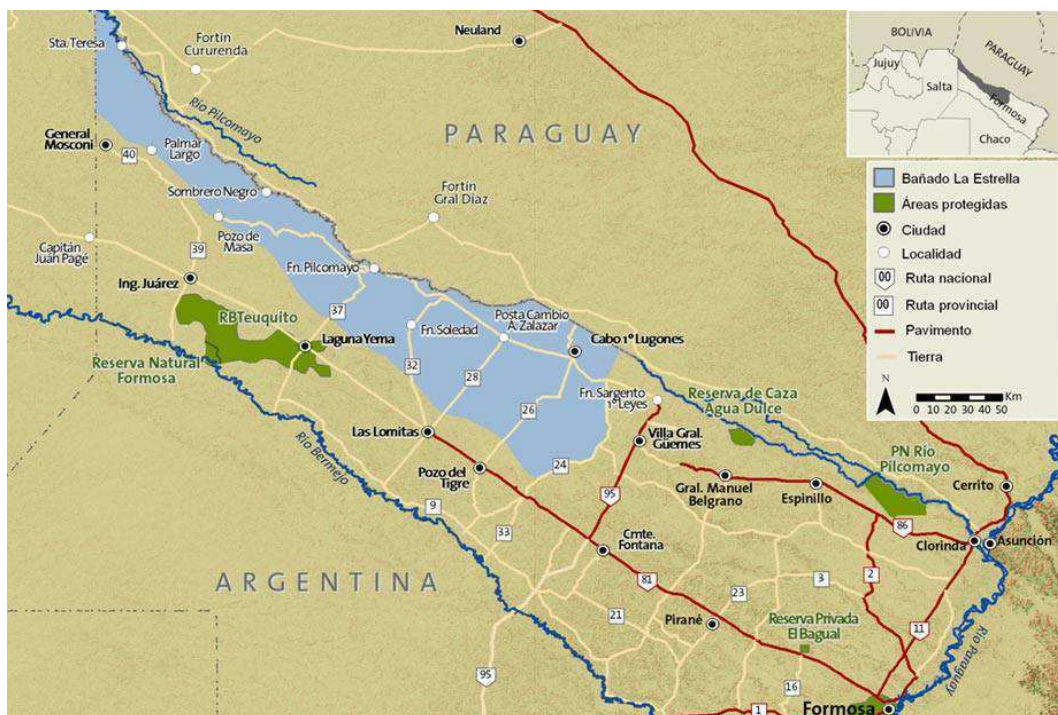 Sta. Teresa
Fortín
Cururenda
Neuland
BOLIVIA
PARAGUAY
Jujuy
Salta
Formosa
Chaco
Río Pilcomayo
PARAGUAY
General
Mosconi
40
Palmar
Largo
Sombrero Negro
Fortín
Gral Díaz
Bañado La Estrella
Áreas protegidas
Ciudad
Localidad
00
Ruta nacional
00
Ruta provincial
Pavimento
Tierra
N
Km
0 10 20 30 40 50
Capitán
Juan Pagé
39
Pozo de
Masa
Ing. Juárez
Fn. Pilcomayo
RBTeuquito
37
Fn. Soledad
Posta Cambio
A. Zalazar
Laguna Yema
Cabo 1º Lugones
Reserva Natural
Formosa
32
28
26
Fn. Sargento
1º Leyes
Reserva de Caza
Agua Dulce
Las Lomitas
Río Bermejo
Villa Gral.
Güemes
PN Río
Pilcomayo
Pozo del
Tigre
24
95
Gral. Manuel
Belgrano
Espinillo
Cerrito
9
33
86
Clorinda
Asunción
Cmte.
Fontana
ARGENTINA
81
2
3
23
21
Pirané
Reserva Privada
El Bagual
11
Río Paraguay
95
16
1
Formosa